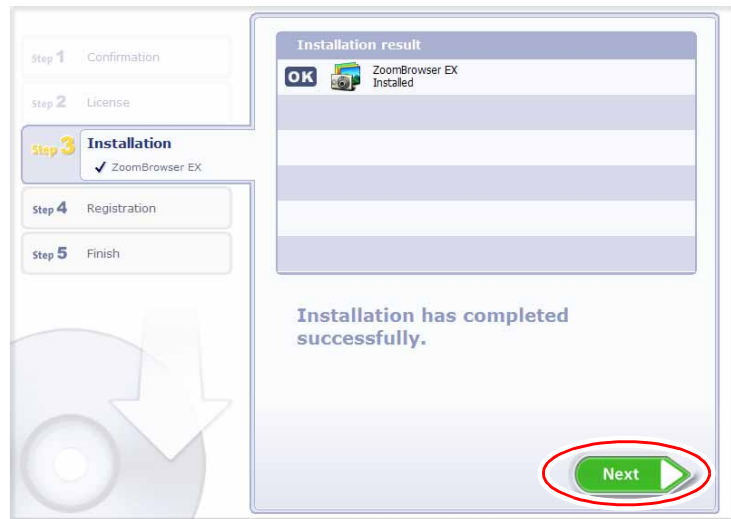 Step 1 Confirmation
Step 2 License
Step 3 Installation
ZoomBrowser EX
Step 4 Registration
Step 5 Finish
Installation result
OK
ZoomBrowser EX
Installed
Installation has completed
successfully.
Next